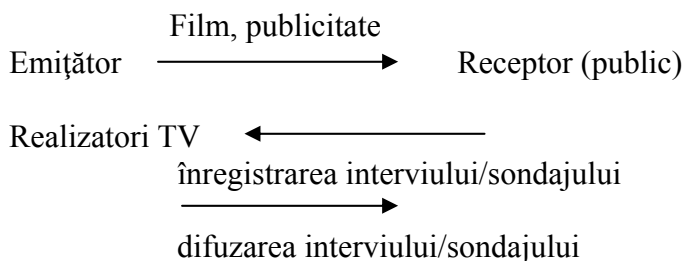 Film, publicitate
Emiţător Receptor (public)
Realizatori TV
înregistrarea interviului/sondajului
difuzarea interviului/sondajului